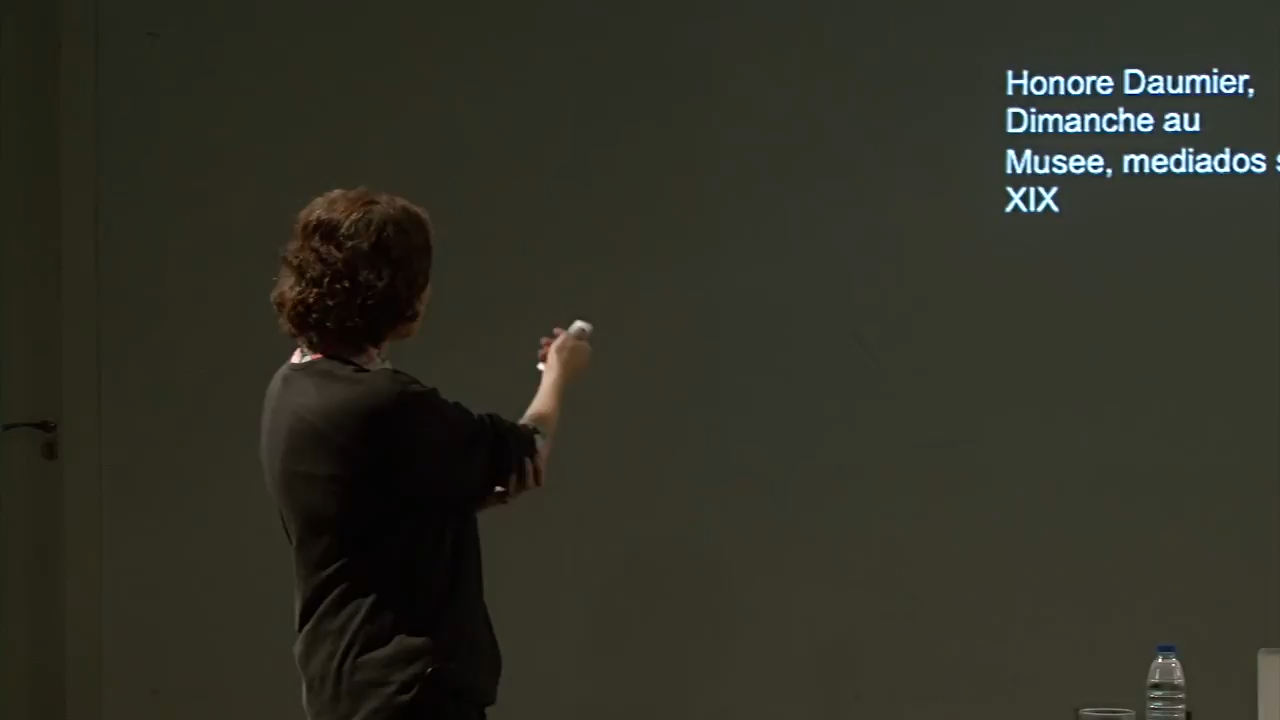 Honore Daumier,
Dimanche au
Musee, mediados
XIX